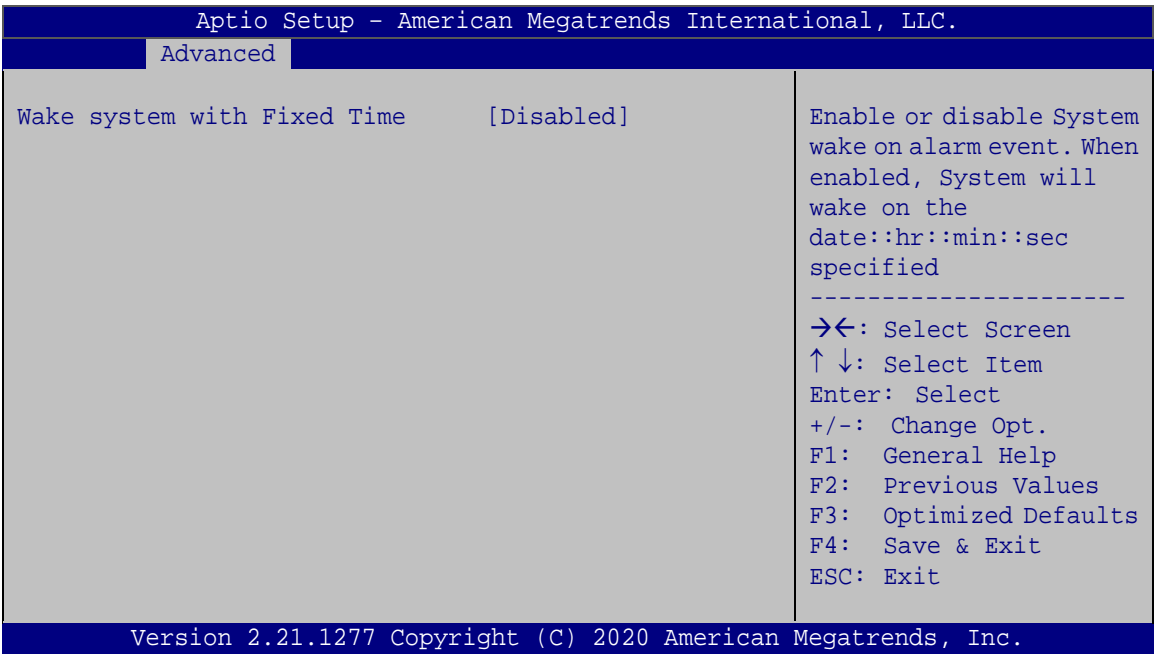 Aptio Setup – American Megatrends International, LLC.
Advanced
Wake system with Fixed Time [Disabled]
Enable or disable System
wake on alarm event. When
enabled, System will
wake on the
date::hr::min::sec
specified
----------------------
→←: Select Screen
↑ ↓: Select Item
Enter: Select
+/-: Change Opt.
F1: General Help
F2: Previous Values
F3: Optimized Defaults
F4: Save & Exit
ESC: Exit
Version 2.21.1277 Copyright (C) 2020 American Megatrends, Inc.